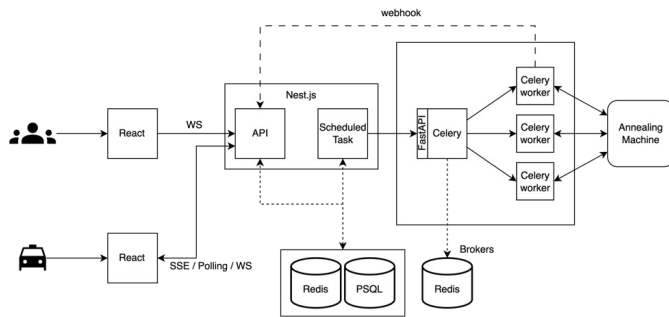 webhook
Nest.js
React
WS
API
Scheduled
Task
FastAPI
Celery
Celery
worker
Celery
worker
Celery
worker
Annealing
Machine
React
SSE / Polling / WS
Redis
PSQL
Brokers
Redis